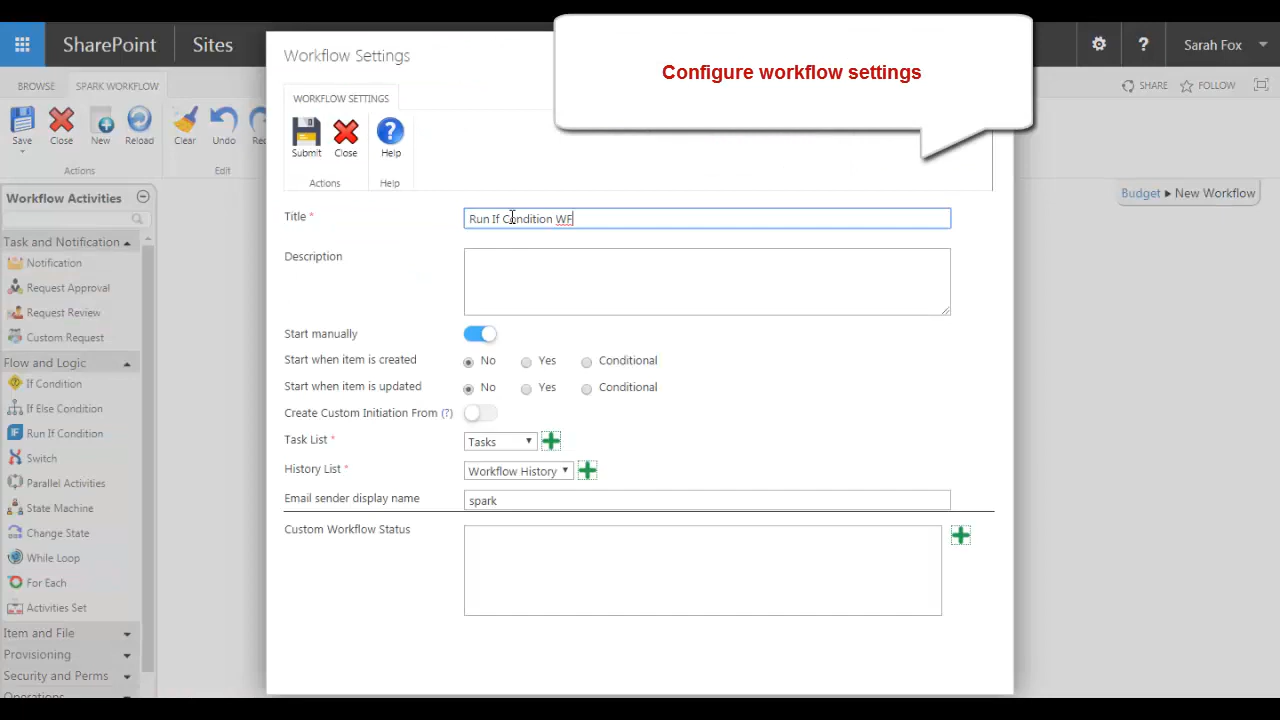 SharePoint
Sites
?
Sarah Fox
BROWSE
SPARK WORKFLOW
SHARE
FOLLOW
Save
Close
New
Reload
Clear
Undo
Actions
Edit
Workflow Activities
Task and Notification
Notification
Request Approval
Request Review
Custom Request
Flow and Logic
If Condition
If Else Condition
IF
Run If Condition
Switch
Parallel Activities
State Machine
Change State
While Loop
For Each
Activities Set
Item and File
Provisioning
Security and Perms
Budget ▸ New Workflow
Configure workflow settings
Workflow Settings
WORKFLOW SETTINGS
Submit
Close
?
Help
Actions
Help
Title *
Run If Condition WF
Description
Start manually
Start when item is created
No Yes Conditional
Start when item is updated
No Yes Conditional
Create Custom Initiation From (?)
Task List *
Tasks
History List *
Workflow History
Email sender display name
spark
Custom Workflow Status